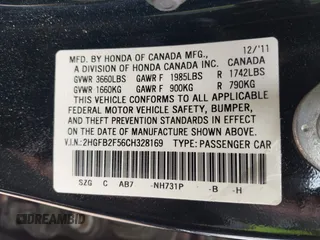 MFD. BY HONDA OF CANADA MFG., 12/'11
A DIVISION OF HONDA CANADA INC.
GVWR 3660LBS GAWR F 1985LBS R 1742LBS
GVWR 1660KG GAWR F 900KG R 790KG
THIS VEHICLE CONFORMS TO ALL APPLICABLE
FEDERAL MOTOR VEHICLE SAFETY, BUMPER,
AND THEFT PREVENTION STANDARDS IN EFFECT ON
THE DATE OF MANUFACTURE SHOWN ABOVE.
V.I.N.:2HGFB2F56CH328169 TYPE:PASSENGER CAR
SZG C AB7 -NH731P -B -H
DREAMBID